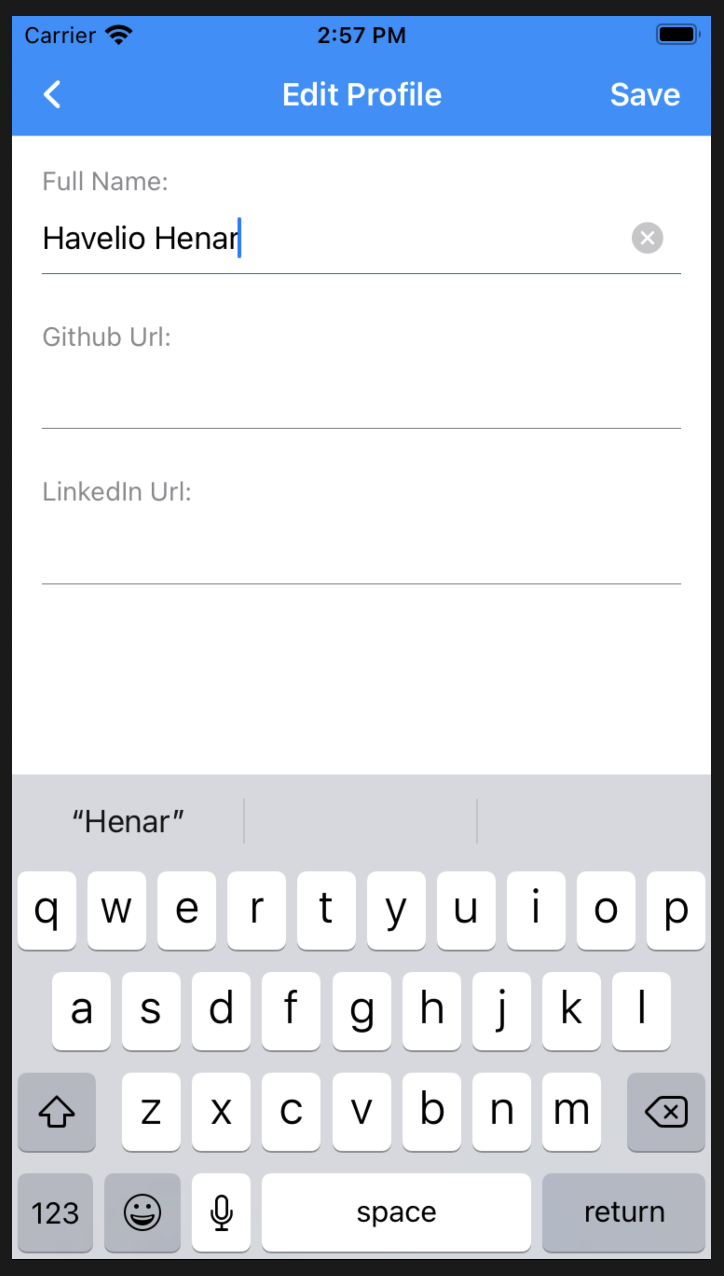 Carrier 2:57 PM
Edit Profile Save
Full Name:
Havelio Henar
Github Url:
LinkedIn Url:
“Henar”
q w e r t y u i o p
a s d f g h j k l
z x c v b n m
123 space return